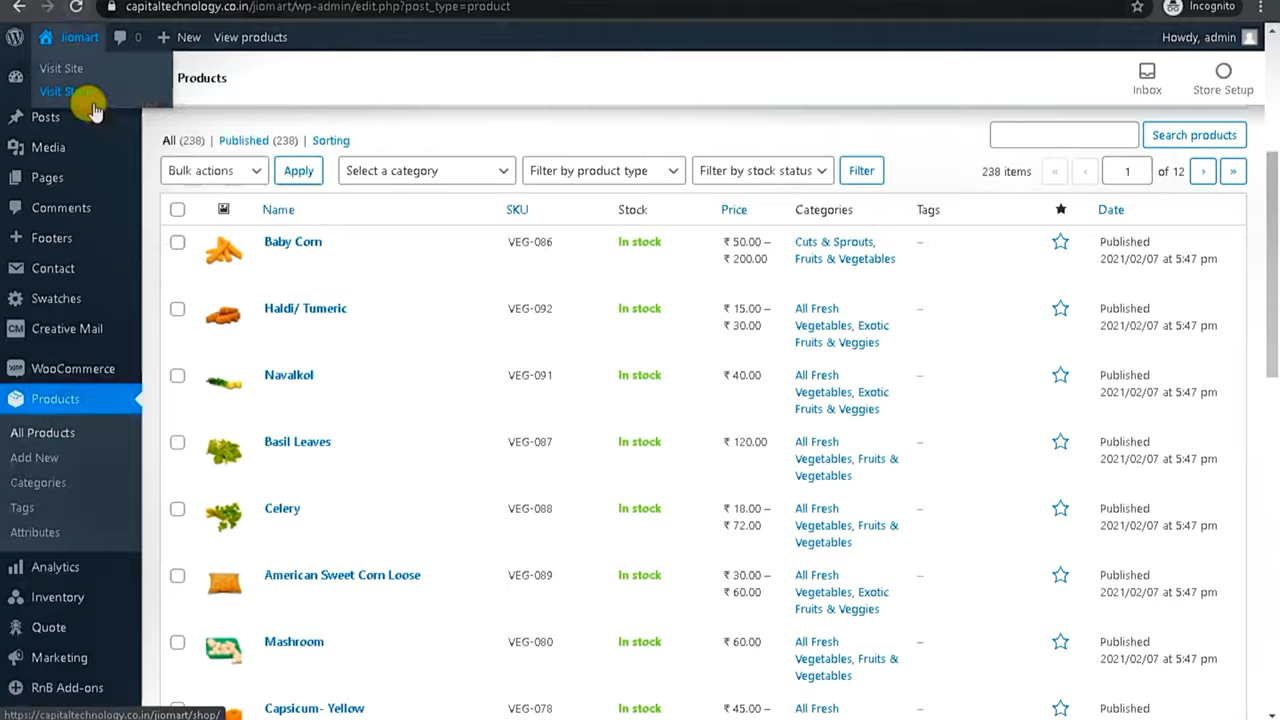 capitaltechnology.co.in/jiomart/wp-admin/edit.php?post_type=product
Incognito
Jiomart
0
New
View products
Howdy, admin
Visit Site
Visit
Products
Inbox
Store Setup
Posts
Media
Pages
Comments
Footers
Contact
Swatches
CM Creative Mail
WooCommerce
Products
All Products
Add New
Categories
Tags
Attributes
Analytics
Inventory
Quote
Marketing
RnB Add-ons
All (238) | Published (238) | Sorting
Search products
Bulk actions
Apply
Select a category
Filter by product type
Filter by stock status
Filter
238 items
«
‹
1
of 12
›
»
Name
SKU
Stock
Price
Categories
Tags
Date
Baby Corn
VEG-086
In stock
₹ 50.00 –
₹ 200.00
Cuts & Sprouts,
Fruits & Vegetables
–
Published
2021/02/07 at 5:47 pm
Haldi/ Tumeric
VEG-092
In stock
₹ 15.00 –
₹ 30.00
All Fresh
Vegetables, Exotic
Fruits & Veggies
–
Published
2021/02/07 at 5:47 pm
Navalkol
VEG-091
In stock
₹ 40.00
All Fresh
Vegetables, Exotic
Fruits & Veggies
–
Published
2021/02/07 at 5:47 pm
Basil Leaves
VEG-087
In stock
₹ 120.00
All Fresh
Vegetables, Fruits &
Vegetables
–
Published
2021/02/07 at 5:47 pm
Celery
VEG-088
In stock
₹ 18.00 –
₹ 72.00
All Fresh
Vegetables, Fruits &
Vegetables
–
Published
2021/02/07 at 5:47 pm
American Sweet Corn Loose
VEG-089
In stock
₹ 30.00 –
₹ 60.00
All Fresh
Vegetables, Exotic
Fruits & Veggies
–
Published
2021/02/07 at 5:47 pm
Mashroom
VEG-080
In stock
₹ 60.00
All Fresh
Vegetables, Fruits &
Vegetables
–
Published
2021/02/07 at 5:47 pm
Capsicum- Yellow
VEG-078
In stock
₹ 60.00 –
All Fresh
–
Published
https://capitaltechnology.co.in/jiomart/shop/